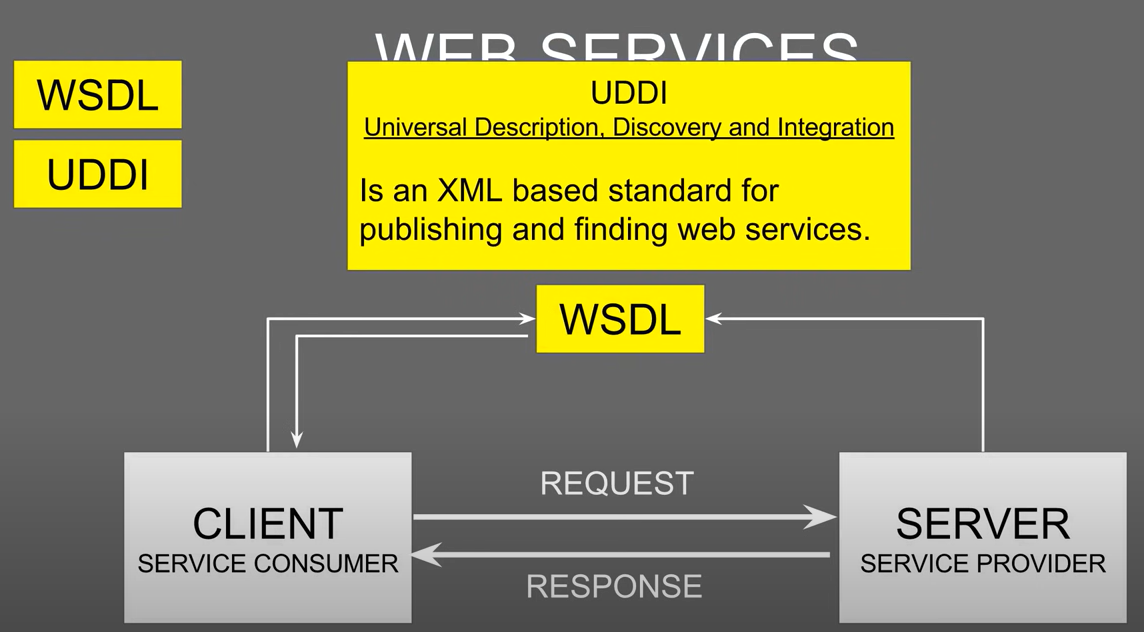 WEB SERVICES
WSDL
UDDI
UDDI
Universal Description, Discovery and Integration
Is an XML based standard for
publishing and finding web services.
WSDL
REQUEST
CLIENT
SERVICE CONSUMER
SERVER
SERVICE PROVIDER
RESPONSE